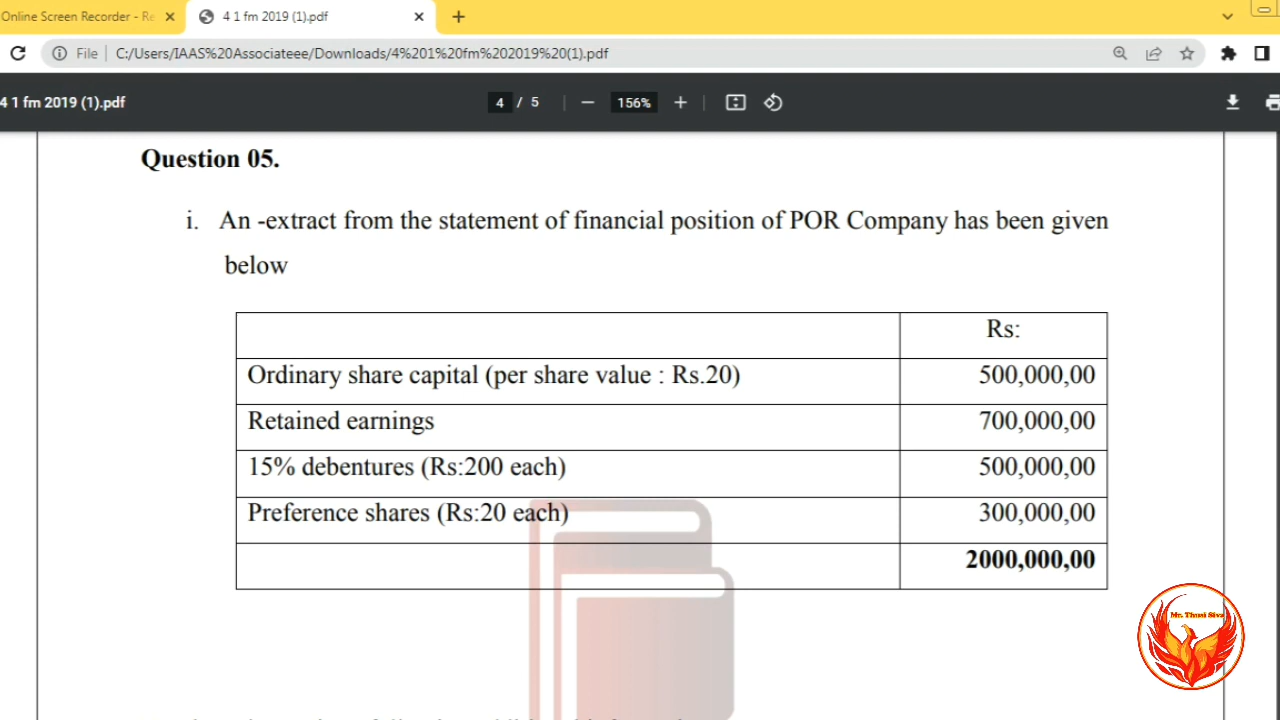 Online Screen Recorder - Re
4 1 fm 2019 (1).pdf
File
C:/Users/IAAS%20Associateee/Downloads/4%201%20fm%202019%20(1).pdf
4 1 fm 2019 (1).pdf
4 / 5
156%
Question 05.
i. An -extract from the statement of financial position of POR Company has been given
below
Rs:
Ordinary share capital (per share value : Rs.20) 500,000,00
Retained earnings 700,000,00
15% debentures (Rs:200 each) 500,000,00
Preference shares (Rs:20 each) 300,000,00
2000,000,00
Mr. Thusi Siva